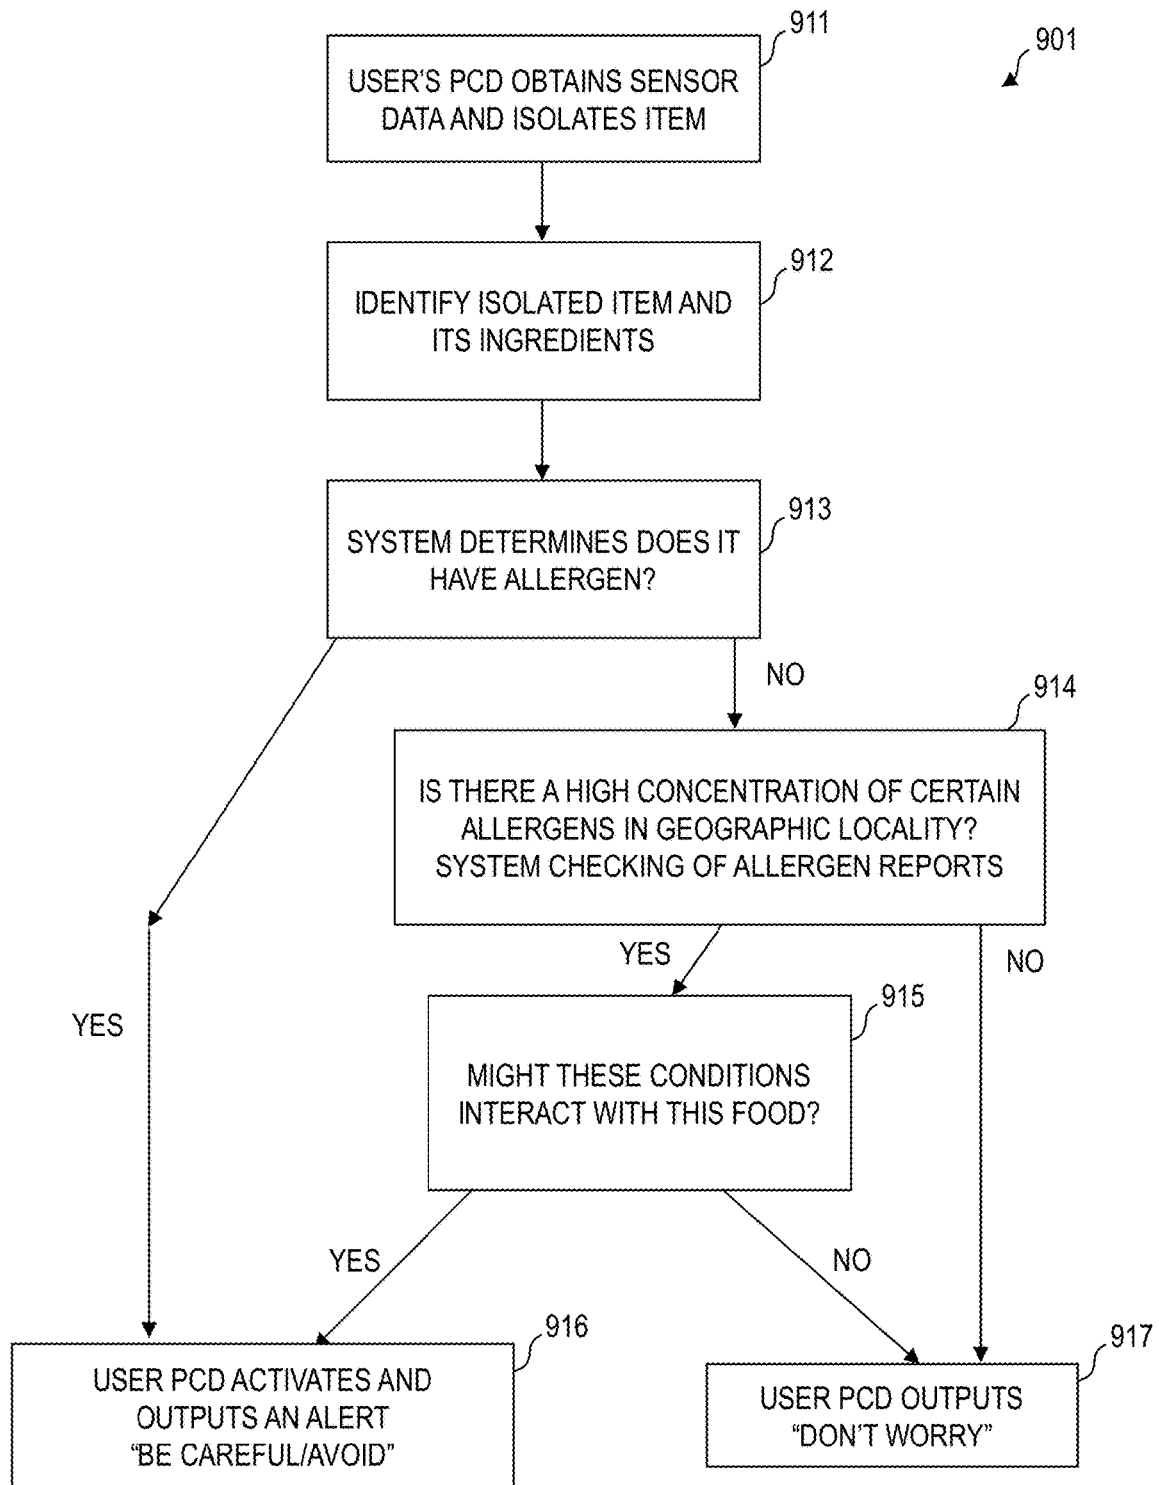 911
901
USER'S PCD OBTAINS SENSOR
DATA AND ISOLATES ITEM
912
IDENTIFY ISOLATED ITEM AND
ITS INGREDIENTS
913
SYSTEM DETERMINES DOES IT
HAVE ALLERGEN?
NO
914
IS THERE A HIGH CONCENTRATION OF CERTAIN
ALLERGENS IN GEOGRAPHIC LOCALITY?
SYSTEM CHECKING OF ALLERGEN REPORTS
YES
NO
915
YES
MIGHT THESE CONDITIONS
INTERACT WITH THIS FOOD?
YES
NO
916
917
USER PCD ACTIVATES AND
OUTPUTS AN ALERT
“BE CAREFUL/AVOID”
USER PCD OUTPUTS
“DON'T WORRY”